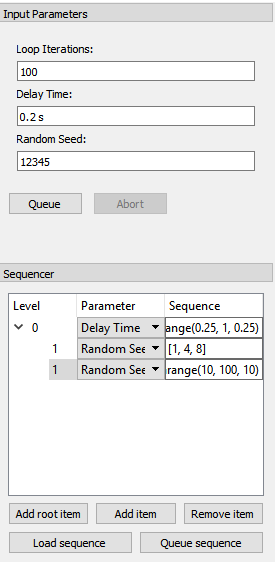 Input Parameters
Loop Iterations:
100
Delay Time:
0.2 s
Random Seed:
12345
Queue Abort
Sequencer
Level Parameter Sequence
0 Delay Time ange(0.25, 1, 0.25)
1 Random See [1, 4, 8]
1 Random See arange(10, 100, 10)
Add root item Add item Remove item
Load sequence Queue sequence